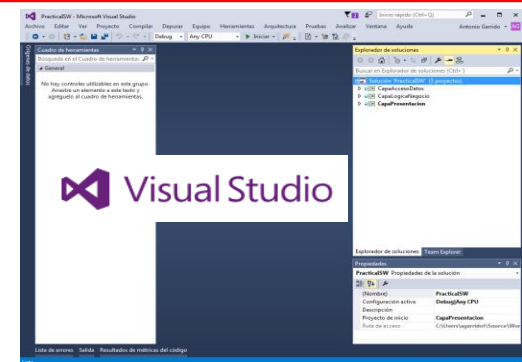 PracticalSW - Microsoft Visual Studio
Inicio rápido (Ctrl+Q)
Archivo Editar Ver Proyecto Compilar Depurar Equipo Herramientas Arquitectura Pruebas Analizar Ventana Ayuda Antonio Garrido AG
Debug Any CPU Iniciar
Orígenes de datos
Cuadro de herramientas
Búsqueda en el Cuadro de herramientas
General
No hay controles utilizables en este grupo.
Arrastre un elemento a este texto y
agréguelo al cuadro de herramientas.
Explorador de soluciones
Buscar en Explorador de soluciones (Ctrl+)
Solución 'PracticalSW' (3 proyectos)
CapaAccesoDatos
CapaLogicaNegocio
CapaPresentacion
Visual Studio
Explorador de soluciones Team Explorer
Propiedades
PracticalSW Propiedades de la solución
(Nombre) PracticalSW
Configuración activa Debug|Any CPU
Descripción
Proyecto de inicio CapaPresentacion
Ruta de acceso
Lista de errores Salida Resultados de métricas del código